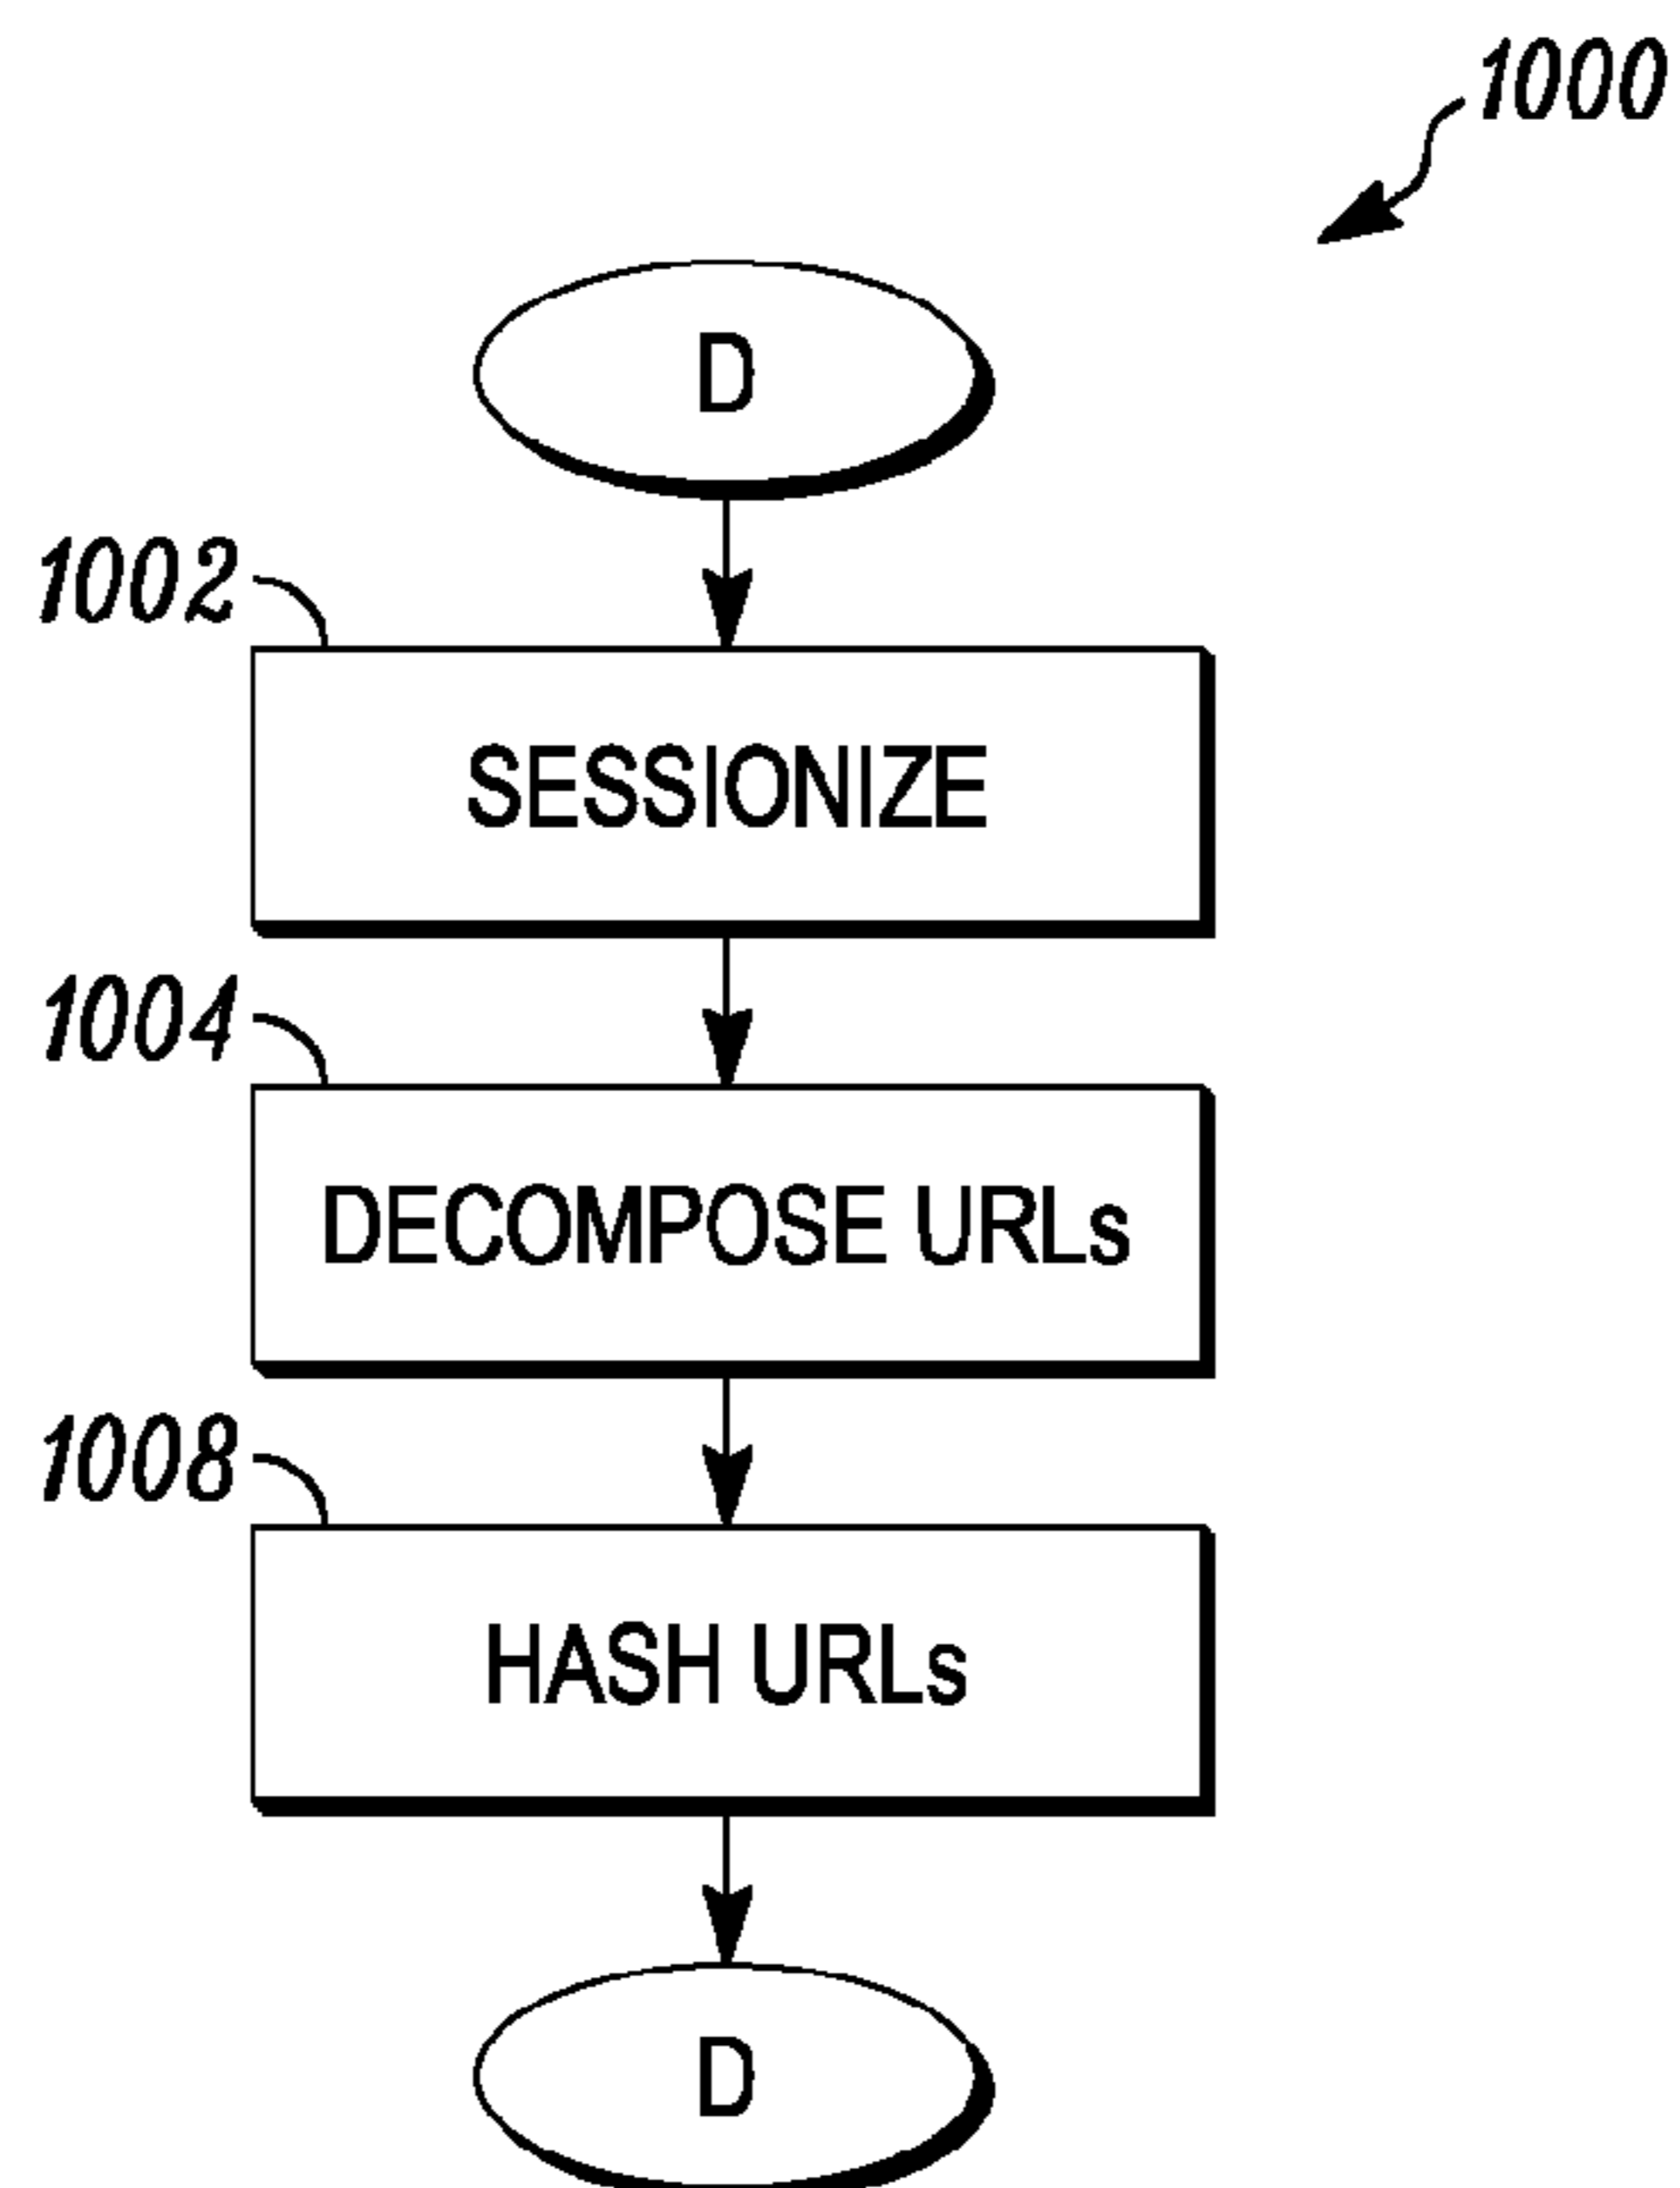 1000
D
1002
SESSIONIZE
1004
DECOMPOSE URLs
1008
HASH URLs
D